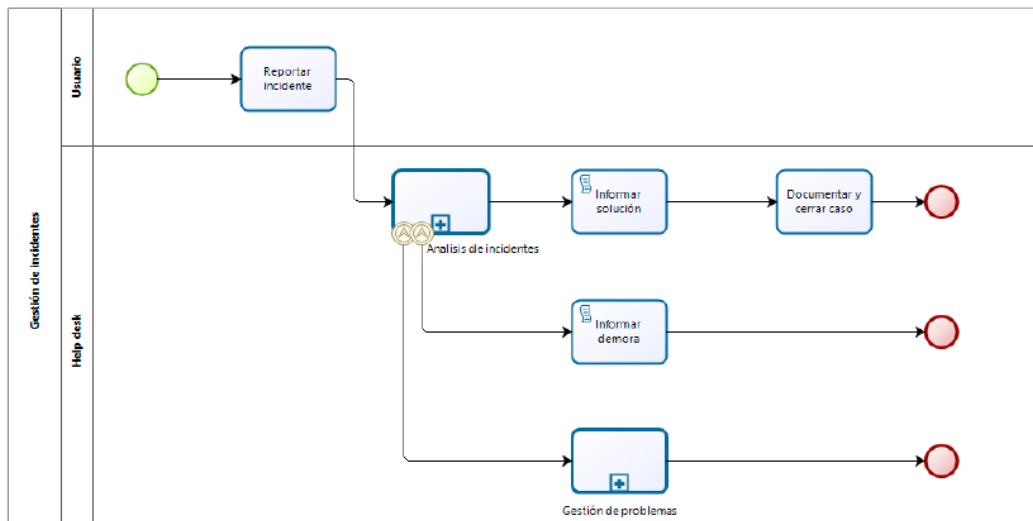 Gestión de incidentes
Usuario
Reportar
incidente
Help desk
Analisis de incidentes
Informar
solución
Documentar y
cerrar caso
Informar
demora
Gestión de problemas